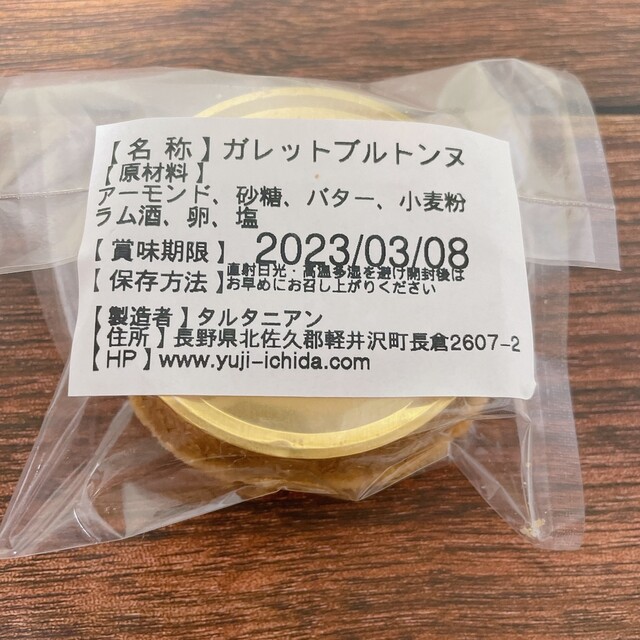 【 名 称 】ガレットブルトンヌ
【 原材料 】
アーモンド、砂糖、バター、小麦粉
ラム酒、卵、塩
【 賞味期限 】 2023/03/08
【 保存方法 】直射日光・高温多湿を避け開封後は
お早めにお召し上がりください
【 製造者 】タルタニアン
【 住所 】長野県北佐久郡軽井沢町長倉2607-2
【 HP 】www.yuji-ichida.com